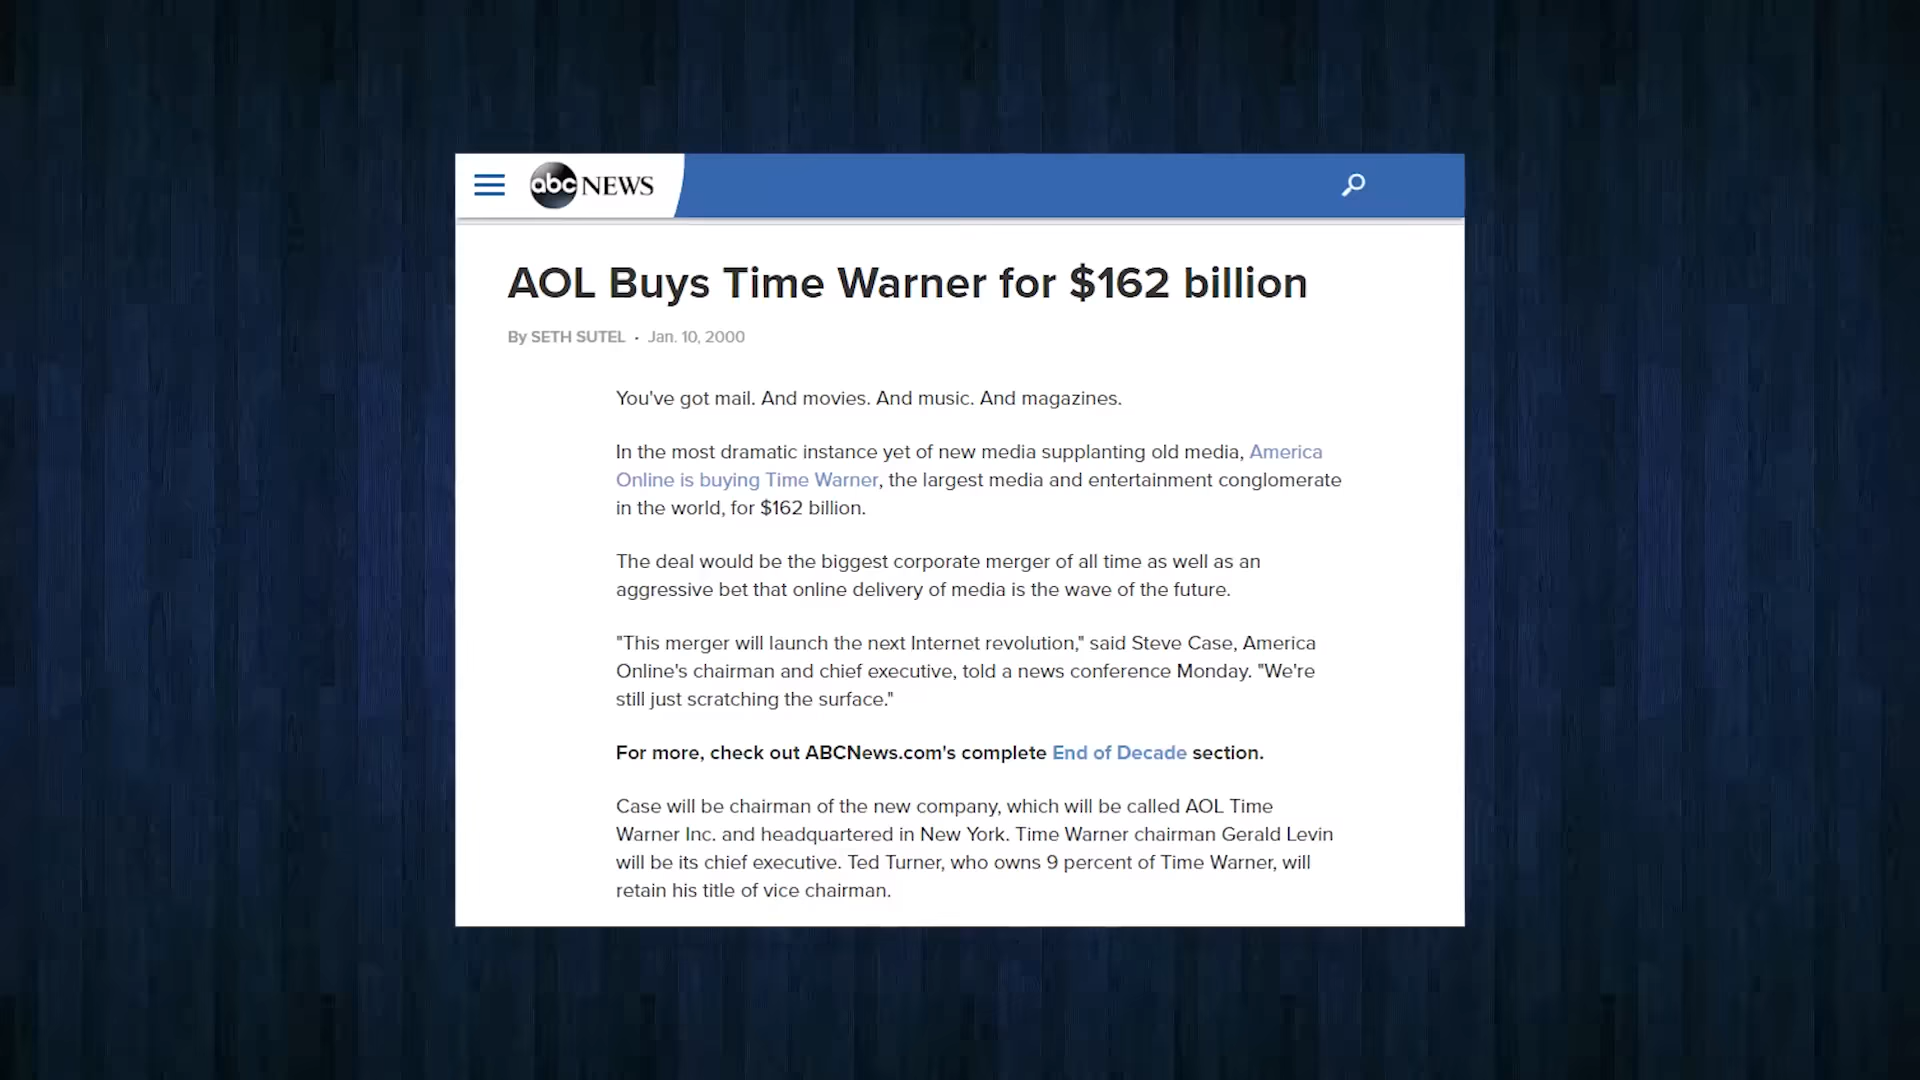 abc NEWS
AOL Buys Time Warner for $162 billion
By SETH SUTEL • Jan. 10, 2000
You've got mail. And movies. And music. And magazines.
In the most dramatic instance yet of new media supplanting old media, America
Online is buying Time Warner, the largest media and entertainment conglomerate
in the world, for $162 billion.
The deal would be the biggest corporate merger of all time as well as an
aggressive bet that online delivery of media is the wave of the future.
"This merger will launch the next Internet revolution," said Steve Case, America
Online's chairman and chief executive, told a news conference Monday. "We're
still just scratching the surface."
For more, check out ABCNews.com's complete End of Decade section.
Case will be chairman of the new company, which will be called AOL Time
Warner Inc. and headquartered in New York. Time Warner chairman Gerald Levin
will be its chief executive. Ted Turner, who owns 9 percent of Time Warner, will
retain his title of vice chairman.